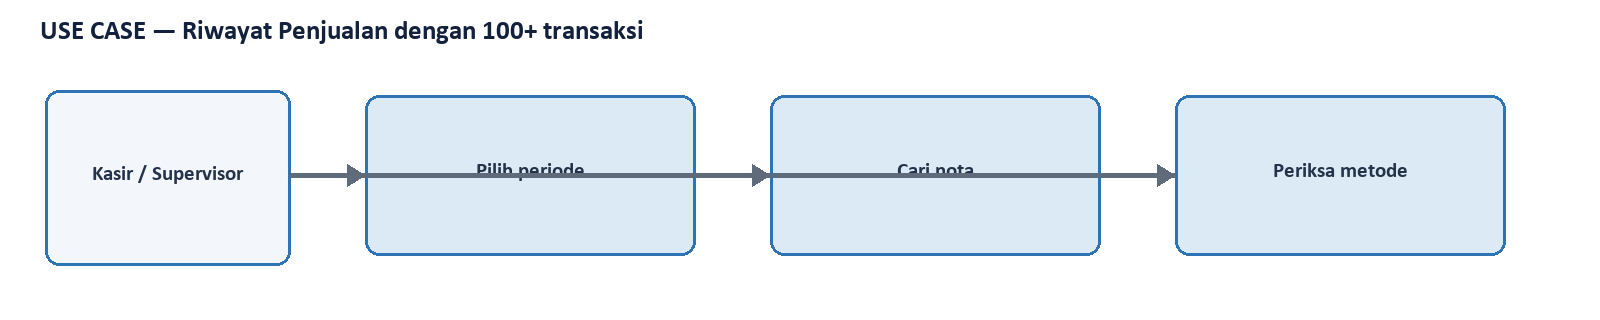 USE CASE — Riwayat Penjualan dengan 100+ transaksi
Kasir / Supervisor
Pilih periode
Cari nota
Periksa metode